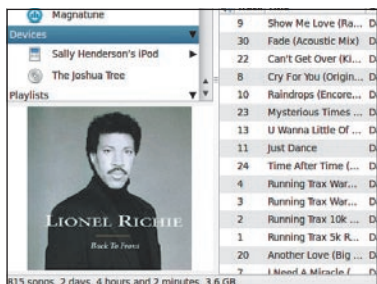 Magnatune
Devices
Sally Henderson's iPod
The Joshua Tree
Playlists
LIONEL RICHIE
Back To Front
9 Show Me Love (Ra... D
30 Fade (Acoustic Mix) D
22 Can't Get Over (Ki... D
8 Cry For You (Origin... D
10 Raindrops (Encore... D
23 Mysterious Times ... D
13 U Wanna Little Of ... D
11 Just Dance D
24 Time After Time (... D
4 Running Trax War... D
3 Running Trax War... D
2 Running Trax 10k ... D
1 Running Trax 5k R... D
20 Another Love (Big ... D
7 I Need A Miracle (
815 songs, 2 days, 4 hours and 2 minutes, 3.6 GB